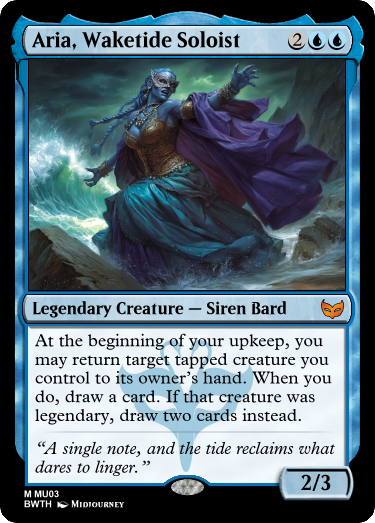 Aria, Waketide Soloist 2
Legendary Creature — Siren Bard
At the beginning of your upkeep, you
may return target tapped creature you
control to its owner's hand. When you
do, draw a card. If that creature was
legendary, draw two cards instead.
“A single note, and the tide reclaims what
dares to linger.”
2/3
M MU03
BWTH Midjourney